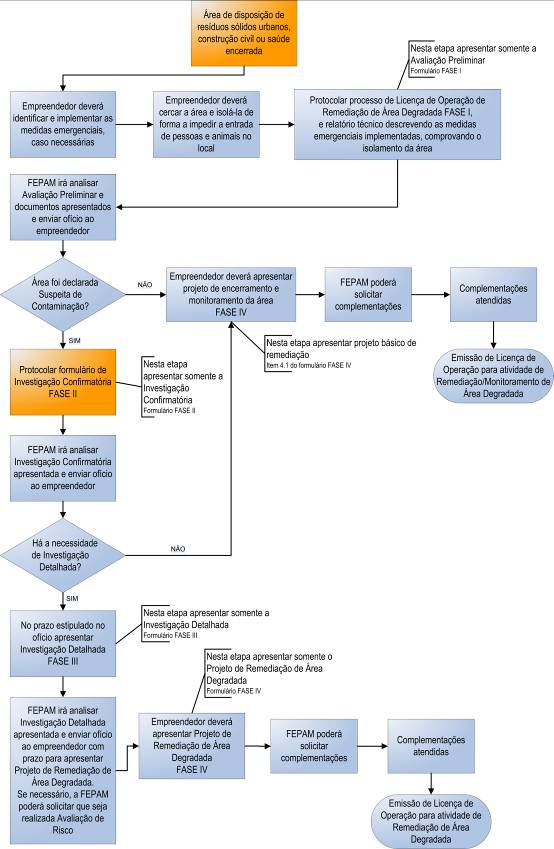 Área de disposição de
resíduos sólidos urbanos,
construção civil ou saúde
encerrada
Nesta etapa apresentar somente a
Avaliação Preliminar
Formulário FASE I
Empreendedor deverá
identificar e implementar as
medidas emergenciais,
caso necessárias
Empreendedor deverá
cercar a área e isolá-la de
forma a impedir a entrada
de pessoas e animais no
local
Protocolar processo de Licença de Operação de
Remediação de Área Degradada FASE I,
e relatório técnico descrevendo as medidas
emergenciais implementadas, comprovando o
isolamento da área
FEPAM irá analisar
Avaliação Preliminar e
documentos apresentados
e enviar ofício ao
empreendedor
Área foi declarada
Suspeita de
Contaminação?
NÃO
Empreendedor deverá apresentar
projeto de encerramento e
monitoramento da área
FASE IV
FEPAM poderá
solicitar
complementações
Complementações
atendidas
SIM
Nesta etapa apresentar projeto básico de
remediação
Item 4.1 do formulário FASE IV
Emissão de Licença de
Operação para atividade de
Remediação/Monitoramento de
Área Degradada
Protocolar formulário de
Investigação Confirmatória
FASE II
Nesta etapa
apresentar somente a
Investigação
Confirmatória
Formulário FASE II
FEPAM irá analisar
Investigação Confirmatória
apresentada e enviar ofício
ao empreendedor
Há a necessidade
de Investigação
Detalhada?
NÃO
SIM
No prazo estipulado no
ofício apresentar
Investigação Detalhada
FASE III
Nesta etapa apresentar somente a
Investigação Detalhada
Formulário FASE III
Nesta etapa apresentar somente o
Projeto de Remediação de Área
Degradada
Formulário FASE IV
FEPAM irá analisar
Investigação Detalhada
apresentada e enviar ofício
ao empreendedor com
prazo para apresentar
Projeto de Remediação de
Área Degradada.
Se necessário, a FEPAM
poderá solicitar que seja
realizada Avaliação de
Risco
Empreendedor deverá
apresentar Projeto de
Remediação de Área
Degradada
FASE IV
FEPAM poderá
solicitar
complementações
Complementações
atendidas
Emissão de Licença de
Operação para atividade de
Remediação de Área
Degradada